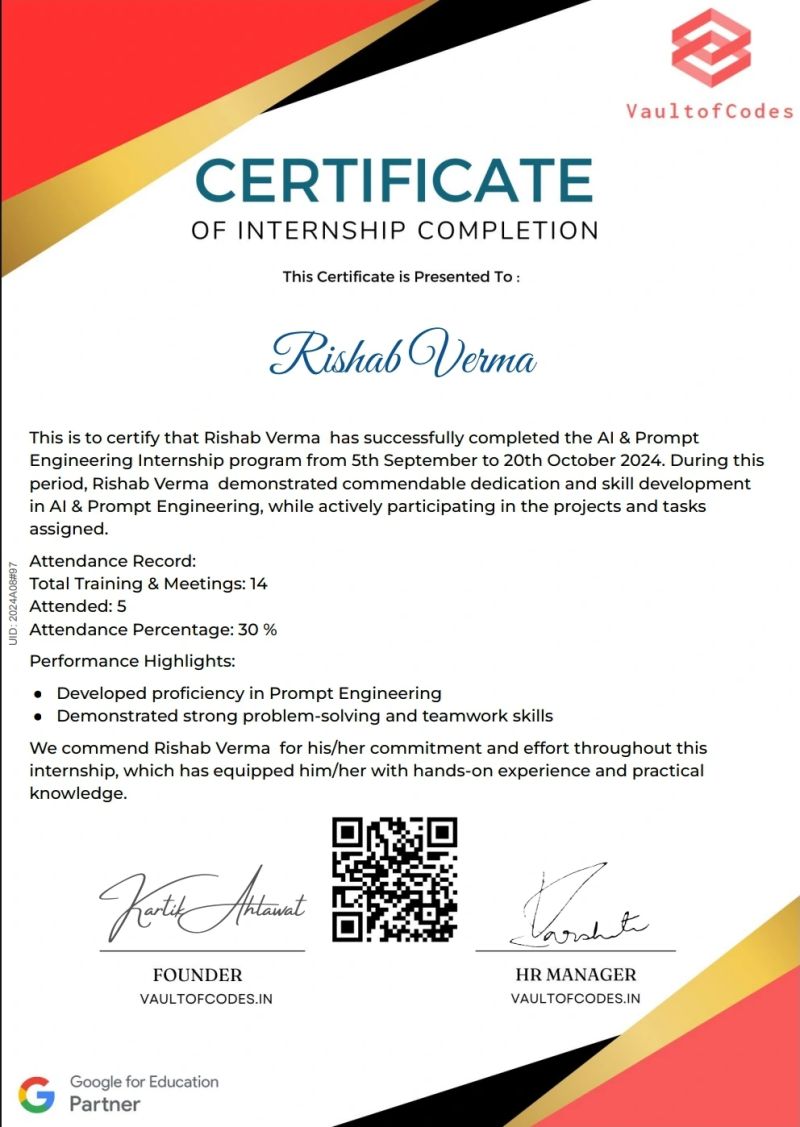 VaultofCodes
CERTIFICATE
OF INTERNSHIP COMPLETION
This Certificate is Presented To :
Rishab Verma
This is to certify that Rishab Verma has successfully completed the AI & Prompt
Engineering Internship program from 5th September to 20th October 2024. During this
period, Rishab Verma demonstrated commendable dedication and skill development
in AI & Prompt Engineering, while actively participating in the projects and tasks
assigned.
Attendance Record:
Total Training & Meetings: 14
Attended: 5
Attendance Percentage: 30 %
UID: 2024A08#97
Performance Highlights:
● Developed proficiency in Prompt Engineering
● Demonstrated strong problem-solving and teamwork skills
We commend Rishab Verma for his/her commitment and effort throughout this
internship, which has equipped him/her with hands-on experience and practical
knowledge.
Kartik Ahlawat
Varshita
FOUNDER
VAULTOFCODES.IN
HR MANAGER
VAULTOFCODES.IN
Google for Education
Partner